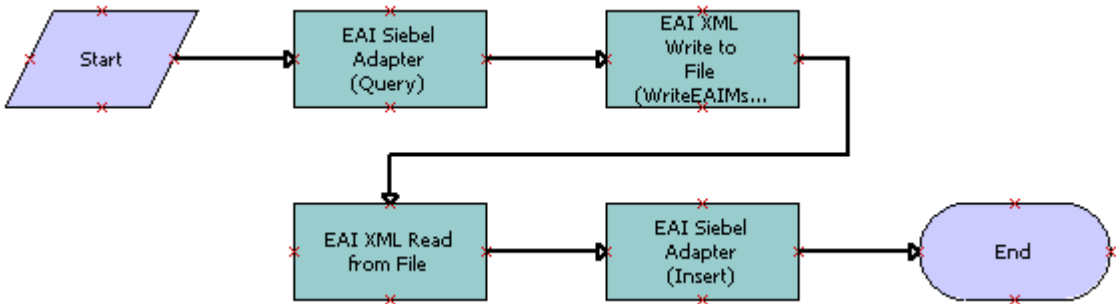 Start
EAI Siebel
Adapter
(Query)
EAI XML
Write to
File
(WriteEAIMs...
EAI XML Read
from File
EAI Siebel
Adapter
(Insert)
End